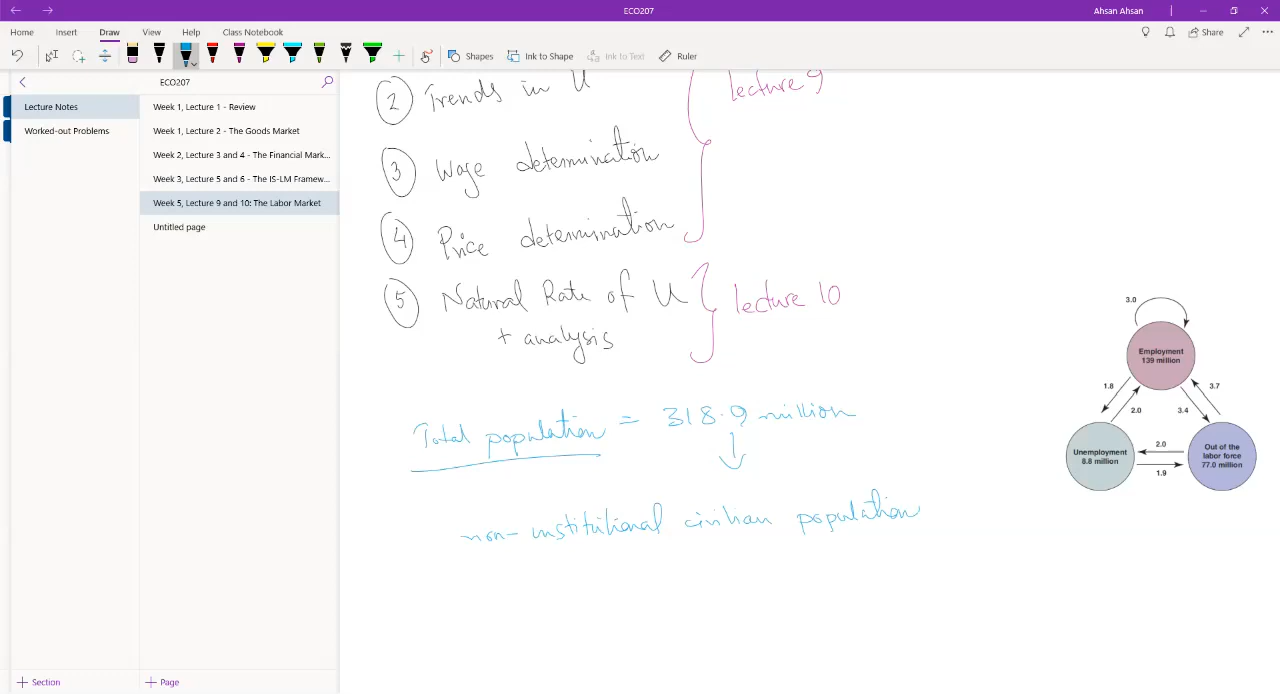 ECO207
Ahsan Ahsan
Home Insert Draw View Help Class Notebook
Share
Shapes Ink to Shape Ink to Text Ruler
ECO207
Lecture Notes
Worked-out Problems
Week 1, Lecture 1 - Review
Week 1, Lecture 2 - The Goods Market
Week 2, Lecture 3 and 4 - The Financial Mark...
Week 3, Lecture 5 and 6 - The IS-LM Framew...
Week 5, Lecture 9 and 10: The Labor Market
Untitled page
2 Trends in U
lecture 9
3 Wage determination
4 Price determination
5 Natural Rate of U
+ analysis
lecture 10
Total population = 318.9 million
non-institutional civilian population
3.0
Employment
139 million
1.8 3.7
2.0 3.4
Unemployment
8.8 million
2.0
1.9
Out of the
labor force
77.0 million
+ Section
+ Page